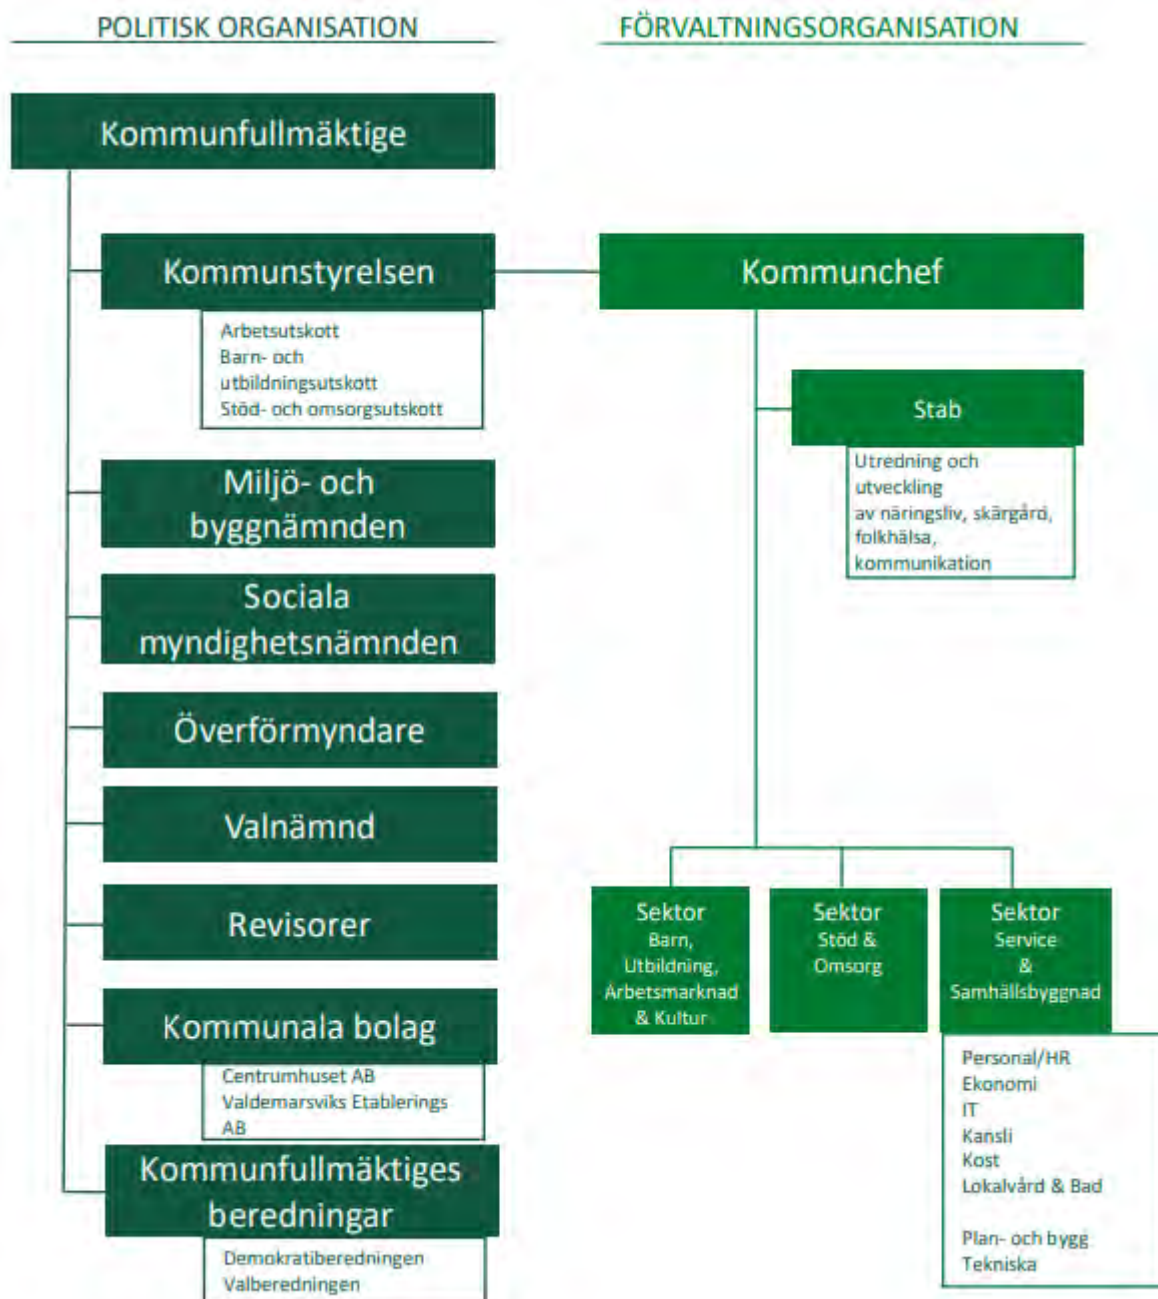 POLITISK ORGANISATION
Kommunfullmäktige
Kommunstyrelsen
Arbetsutskott
Barn- och
utbildningsutskott
Stöd- och omsorgsutskott
Miljö- och
byggnämnden
Sociala
myndighetsnämnden
Överförmyndare
Valnämnd
Revisorer
Kommunala bolag
Centrumhuset AB
Valdemarsviks Etablerings
AB
Kommunfullmäktiges
beredningar
Demokratiberedningen
Valberedningen
FÖRVALTNINGSORGANISATION
Kommunchef
Stab
Utredning och
utveckling
av näringsliv, skärgård,
folkhälsa,
kommunikation
Sektor
Barn,
Utbildning,
Arbetsmarknad
& Kultur
Sektor
Stöd &
Omsorg
Sektor
Service
&
Samhällsbyggnad
Personal/HR
Ekonomi
IT
Kansli
Kost
Lokalvård & Bad
Plan- och bygg
Tekniska